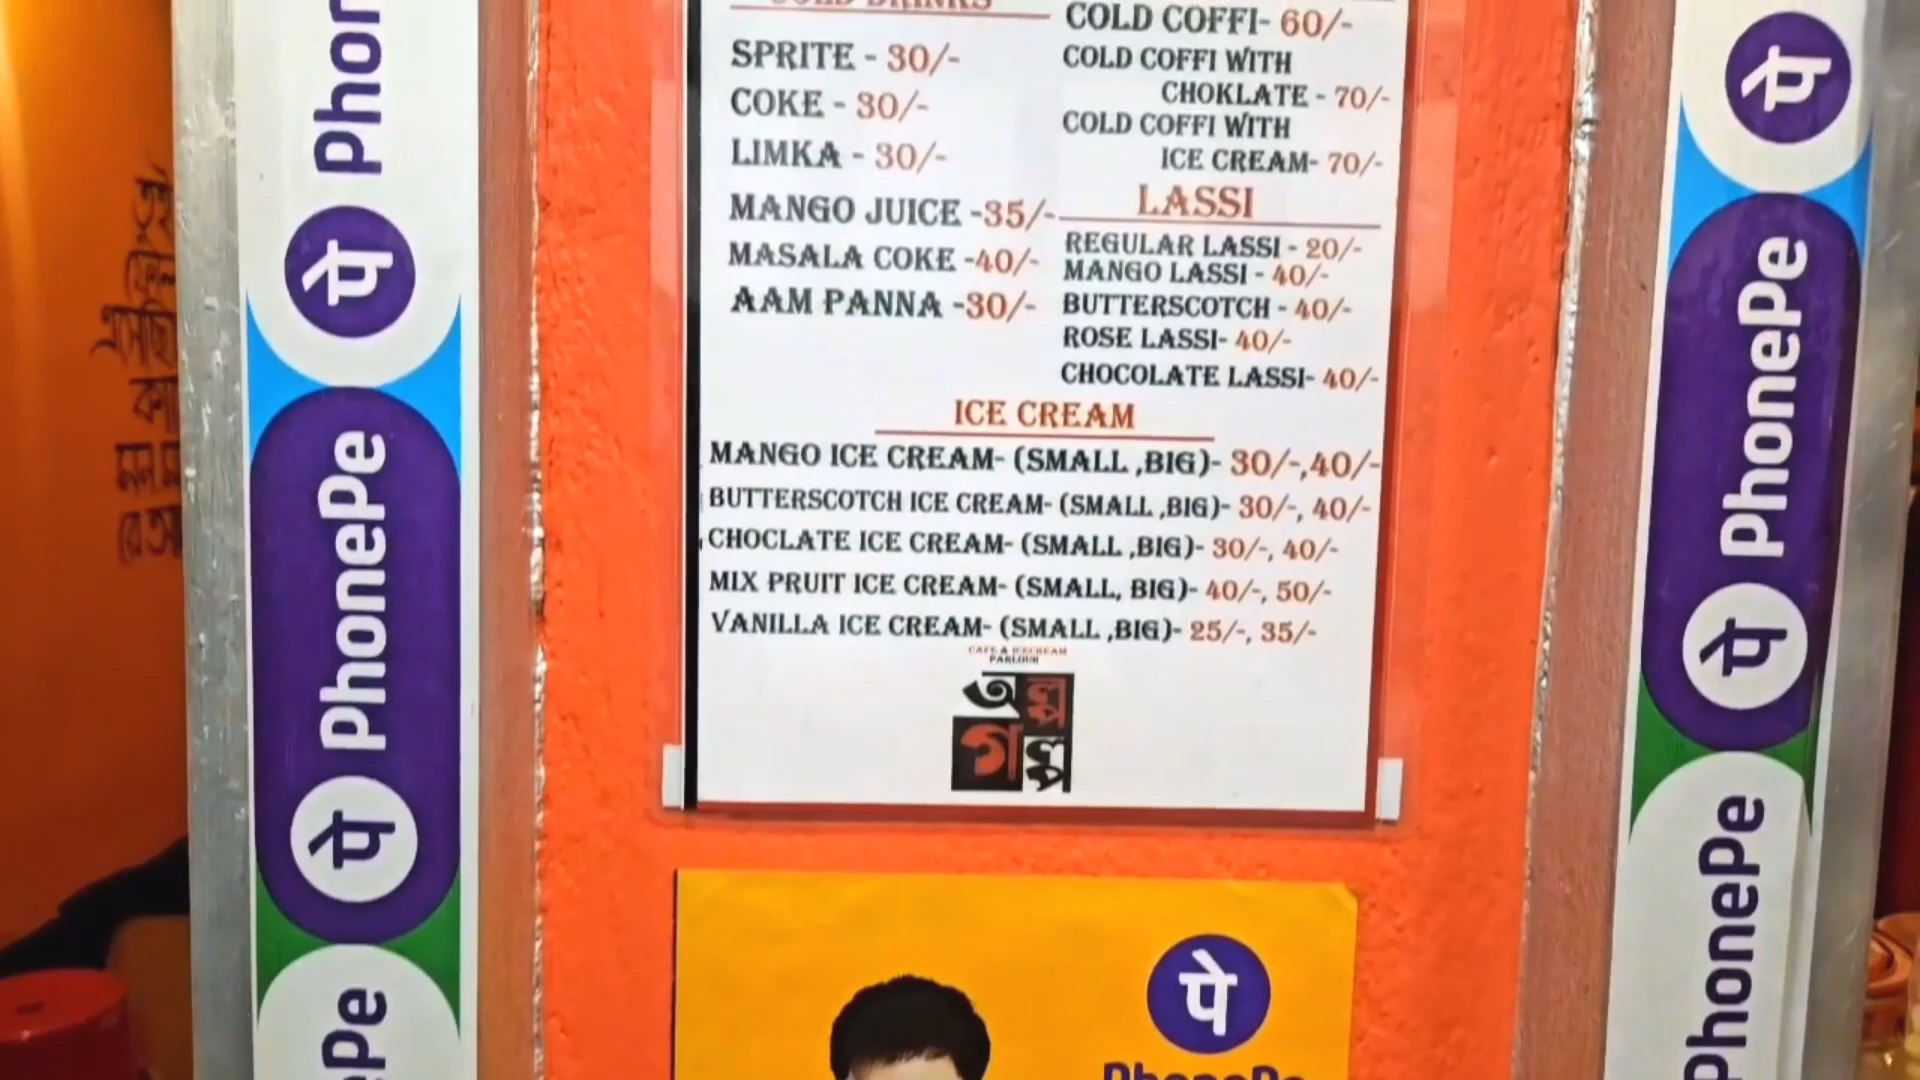 COLD DRINKS
SPRITE - 30/-
COKE - 30/-
LIMKA - 30/-
MANGO JUICE -35/-
MASALA COKE -40/-
AAM PANNA -30/-
COLD COFFI- 60/-
COLD COFFI WITH
CHOKLATE - 70/-
COLD COFFI WITH
ICE CREAM- 70/-
LASSI
REGULAR LASSI - 20/-
MANGO LASSI - 40/-
BUTTERSCOTCH - 40/-
ROSE LASSI- 40/-
CHOCOLATE LASSI- 40/-
ICE CREAM
MANGO ICE CREAM- (SMALL ,BIG)- 30/-,40/-
BUTTERSCOTCH ICE CREAM- (SMALL ,BIG)- 30/-, 40/-
CHOCLATE ICE CREAM- (SMALL ,BIG)- 30/-, 40/-
MIX PRUIT ICE CREAM- (SMALL, BIG)- 40/-, 50/-
VANILLA ICE CREAM- (SMALL ,BIG)- 25/-, 35/-
CAFE & ICECREAM
PARLOUR
অল্প
গল্প
पे
PhonePe
Phon
पे
पे PhonePe
Pe
पे
पे PhonePe
PhonePe